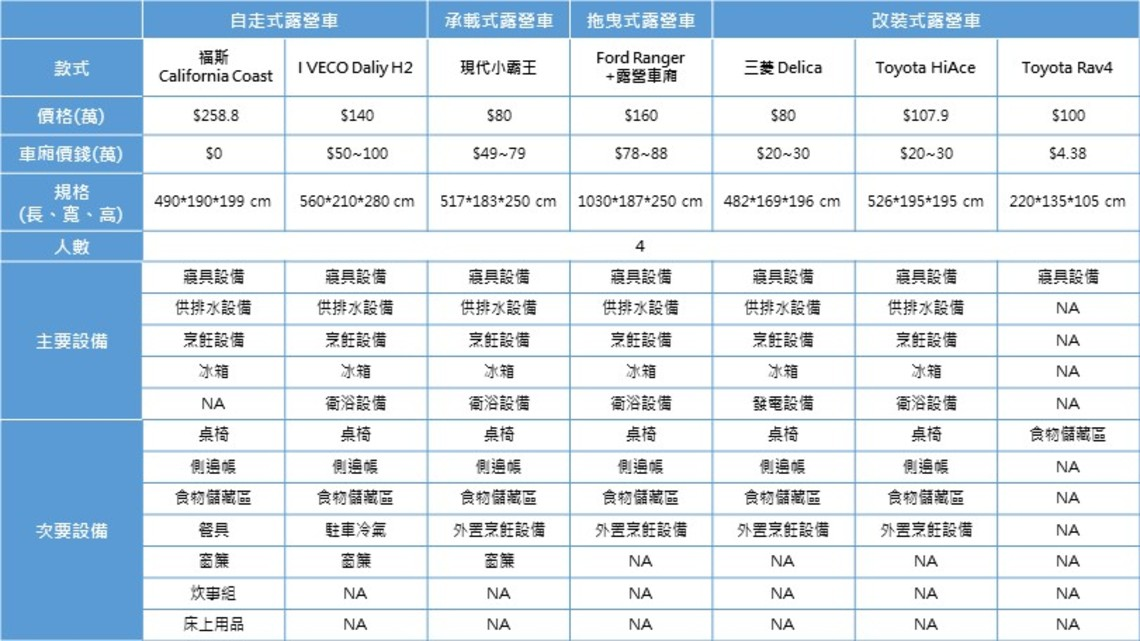 自走式露營車 承載式露營車 拖曳式露營車 改裝式露營車
款式 福斯 California Coast I VECO Daliy H2 現代小霸王 Ford Ranger +露營車廂 三菱 Delica Toyota HiAce Toyota Rav4
價格(萬) $258.8 $140 $80 $160 $80 $107.9 $100
車廂價錢(萬) $0 $50~100 $49~79 $78~88 $20~30 $20~30 $4.38
規格 (長、寬、高) 490*190*199 cm 560*210*280 cm 517*183*250 cm 1030*187*250 cm 482*169*196 cm 526*195*195 cm 220*135*105 cm
人數 4
主要設備 寢具設備 寢具設備 寢具設備 寢具設備 寢具設備 寢具設備 寢具設備
供排水設備 供排水設備 供排水設備 供排水設備 供排水設備 供排水設備 NA
烹飪設備 烹飪設備 烹飪設備 烹飪設備 烹飪設備 烹飪設備 NA
冰箱 冰箱 冰箱 冰箱 冰箱 冰箱 NA
NA 衛浴設備 衛浴設備 衛浴設備 發電設備 衛浴設備 NA
次要設備 桌椅 桌椅 桌椅 桌椅 桌椅 桌椅 食物儲藏區
側邊帳 側邊帳 側邊帳 側邊帳 側邊帳 側邊帳 NA
食物儲藏區 食物儲藏區 食物儲藏區 食物儲藏區 食物儲藏區 食物儲藏區 NA
餐具 駐車冷氣 外置烹飪設備 外置烹飪設備 外置烹飪設備 外置烹飪設備 NA
窗簾 窗簾 窗簾 NA NA NA NA
炊事組 NA NA NA NA NA NA
床上用品 NA NA NA NA NA NA